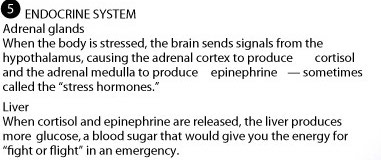 5 ENDOCRINE SYSTEM
Adrenal glands
When the body is stressed, the brain sends signals from the
hypothalamus, causing the adrenal cortex to produce cortisol
and the adrenal medulla to produce epinephrine — sometimes
called the “stress hormones.”
Liver
When cortisol and epinephrine are released, the liver produces
more glucose, a blood sugar that would give you the energy for
“fight or flight” in an emergency.